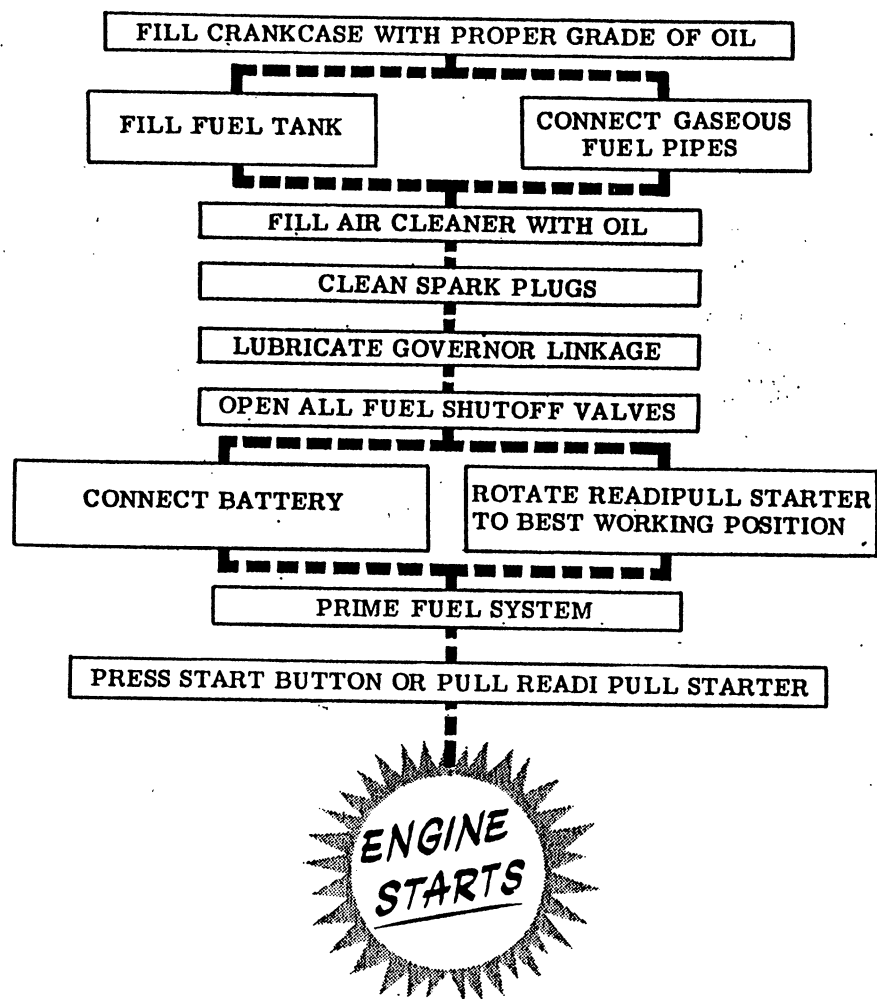 FILL CRANKCASE WITH PROPER GRADE OF OIL
FILL FUEL TANK
CONNECT GASEOUS
FUEL PIPES
FILL AIR CLEANER WITH OIL
CLEAN SPARK PLUGS
LUBRICATE GOVERNOR LINKAGE
OPEN ALL FUEL SHUTOFF VALVES
CONNECT BATTERY
ROTATE READIPULL STARTER
TO BEST WORKING POSITION
PRIME FUEL SYSTEM
PRESS START BUTTON OR PULL READI PULL STARTER
ENGINE
STARTS